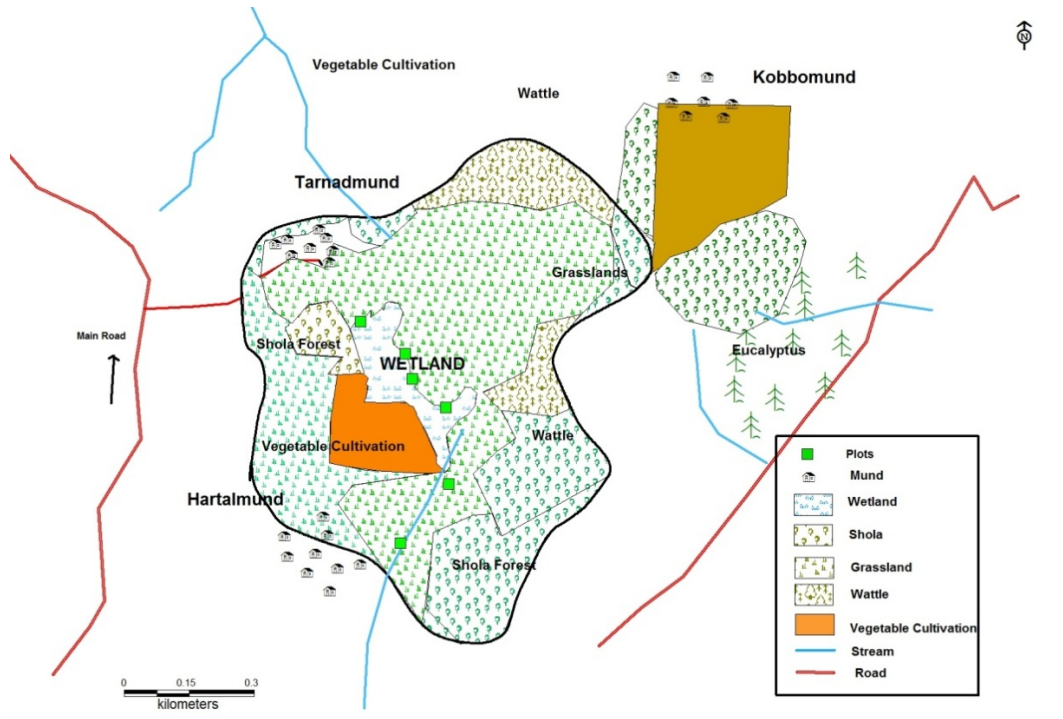 Vegetable Cultivation
N
Kobbomund
Wattle
Tarnadmund
Grasslands
Main Road
Shola Forest
WETLAND
Eucalyptus
Wattle
Vegetable Cultivation
Hartalmund
Shola Forest
Plots
Mund
Wetland
Shola
Grassland
Wattle
Vegetable Cultivation
Stream
Road
0 0.15 0.3
kilometers